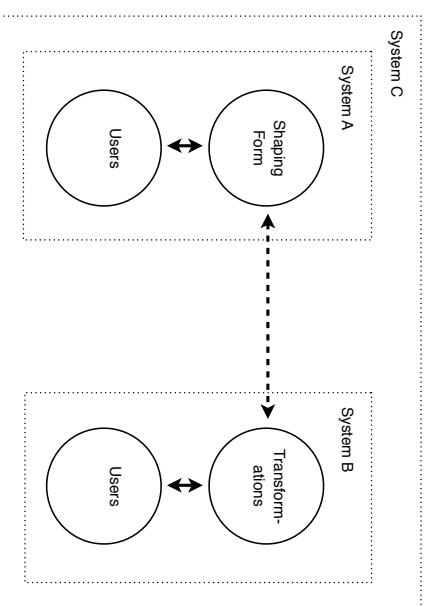 System C
System A
Shaping
Form
Users
System B
Transform-
ations
Users